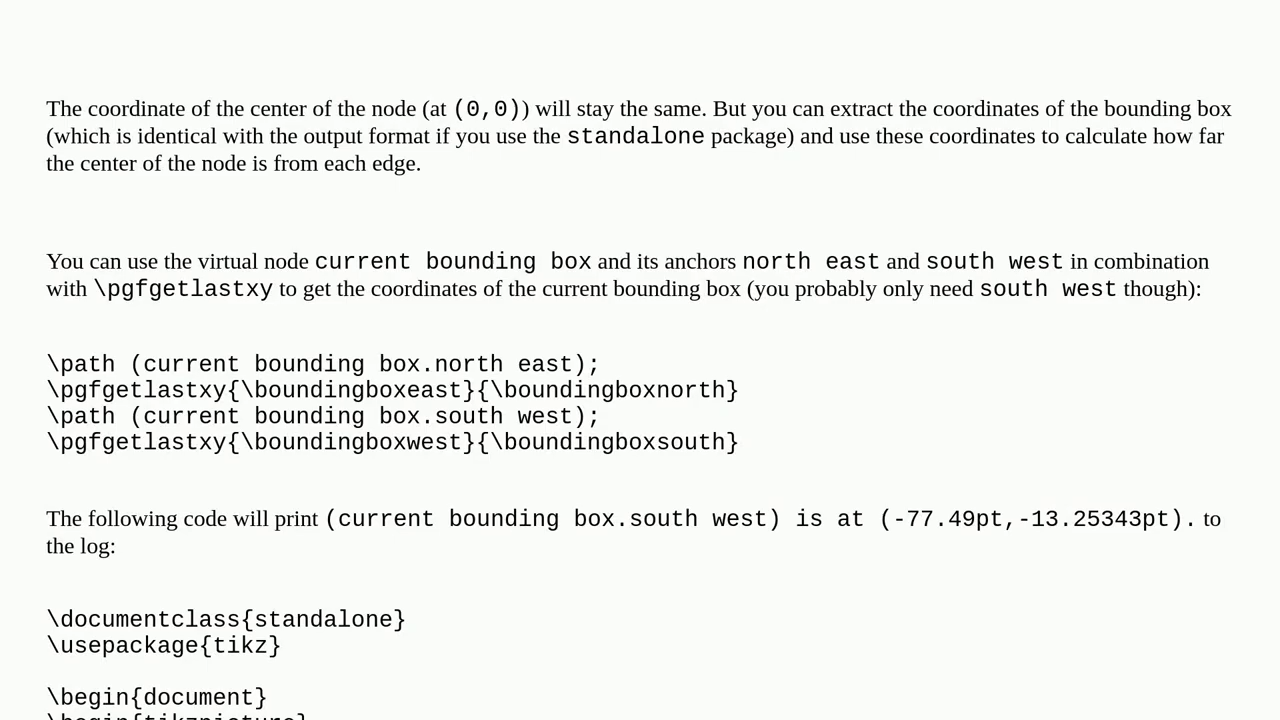 The coordinate of the center of the node (at (0,0)) will stay the same. But you can extract the coordinates of the bounding box
(which is identical with the output format if you use the standalone package) and use these coordinates to calculate how far
the center of the node is from each edge.
You can use the virtual node current bounding box and its anchors north east and south west in combination
with \pgfgetlastxy to get the coordinates of the current bounding box (you probably only need south west though):
\path (current bounding box.north east);
\pgfgetlastxy{\boundingboxeast}{\boundingboxnorth}
\path (current bounding box.south west);
\pgfgetlastxy{\boundingboxwest}{\boundingboxsouth}
The following code will print (current bounding box.south west) is at (-77.49pt,-13.25343pt). to
the log:
\documentclass{standalone}
\usepackage{tikz}
\begin{document}
\begin{tikzpicture}